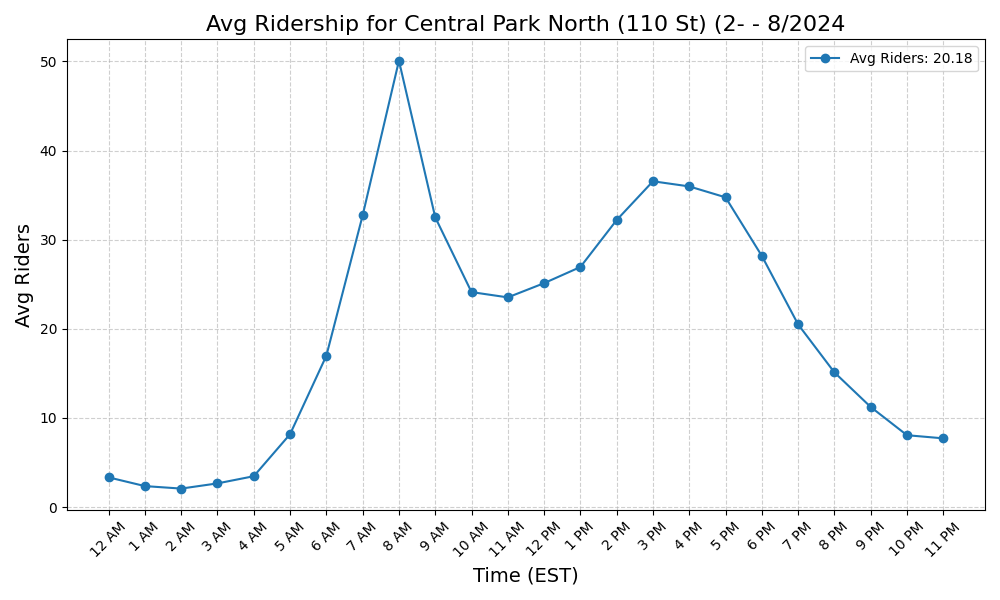 Avg Ridership for Central Park North (110 St) (2- - 8/2024
Avg Riders: 20.18
Avg Riders
50
40
30
20
10
0
12 AM
1 AM
2 AM
3 AM
4 AM
5 AM
6 AM
7 AM
8 AM
9 AM
10 AM
11 AM
12 PM
1 PM
2 PM
3 PM
4 PM
5 PM
6 PM
7 PM
8 PM
9 PM
10 PM
11 PM
Time (EST)